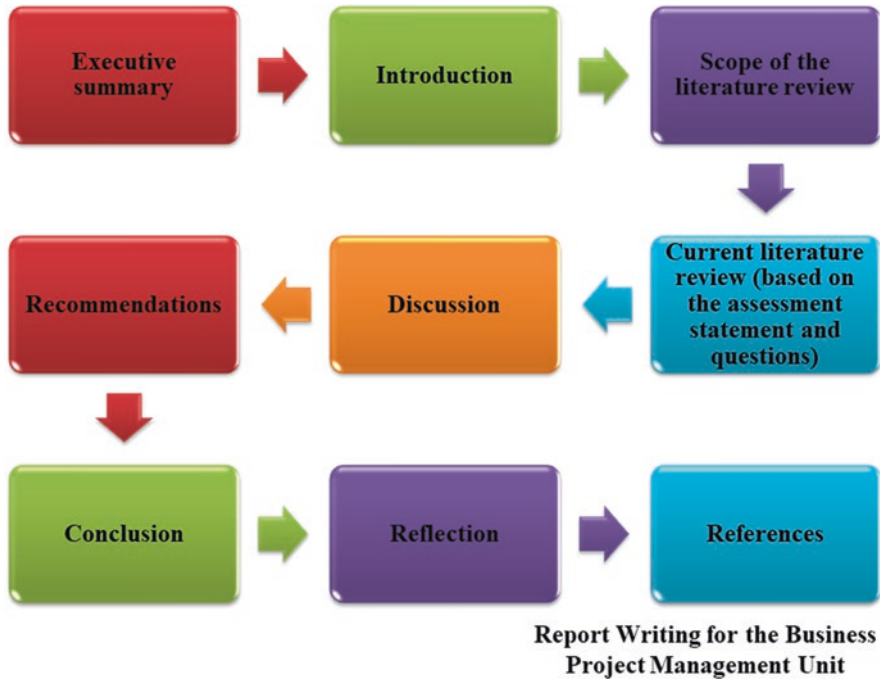 Executive
summary
Introduction
Scope of the
literature review
Current literature
review (based on
the assessment
statement and
questions)
Discussion
Recommendations
Conclusion
Reflection
References
Report Writing for the Business
Project Management Unit